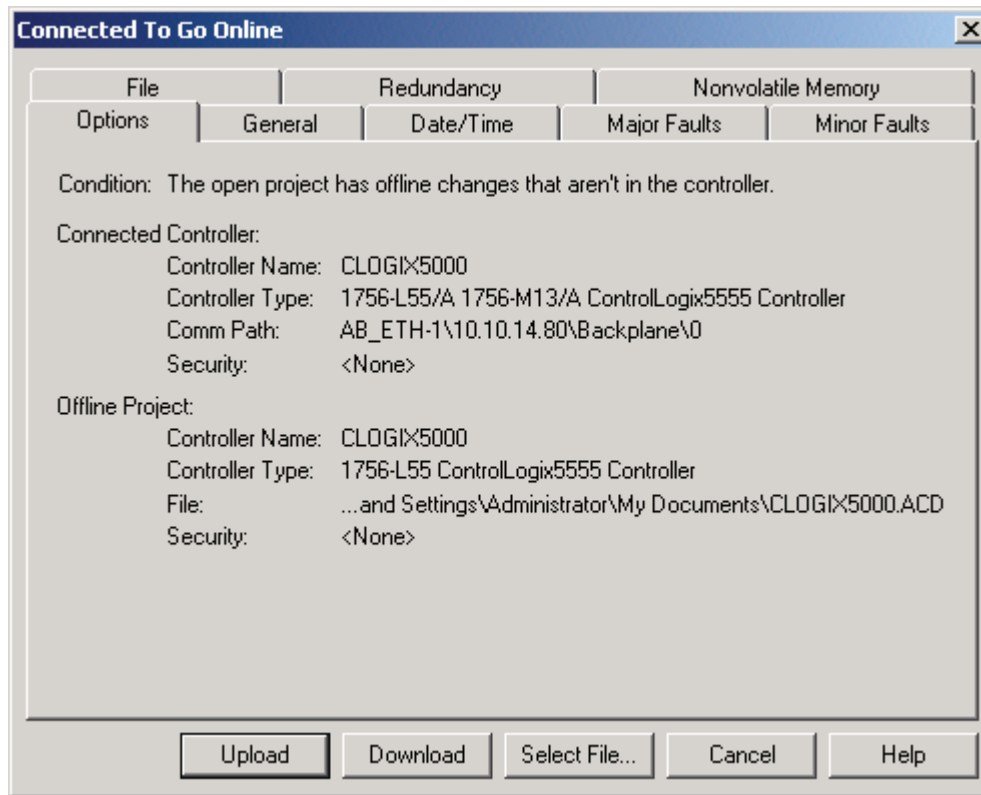 Connected To Go Online
File Redundancy Nonvolatile Memory
Options General Date/Time Major Faults Minor Faults
Condition: The open project has offline changes that aren't in the controller.
Connected Controller:
Controller Name: CLOGIX5000
Controller Type: 1756-L55/A 1756-M13/A ControlLogix5555 Controller
Comm Path: AB_ETH-1\10.10.14.80\Backplane\0
Security: <None>
Offline Project:
Controller Name: CLOGIX5000
Controller Type: 1756-L55 ControlLogix5555 Controller
File: ...and Settings\Administrator\My Documents\CLOGIX5000.ACD
Security: <None>
Upload Download Select File... Cancel Help